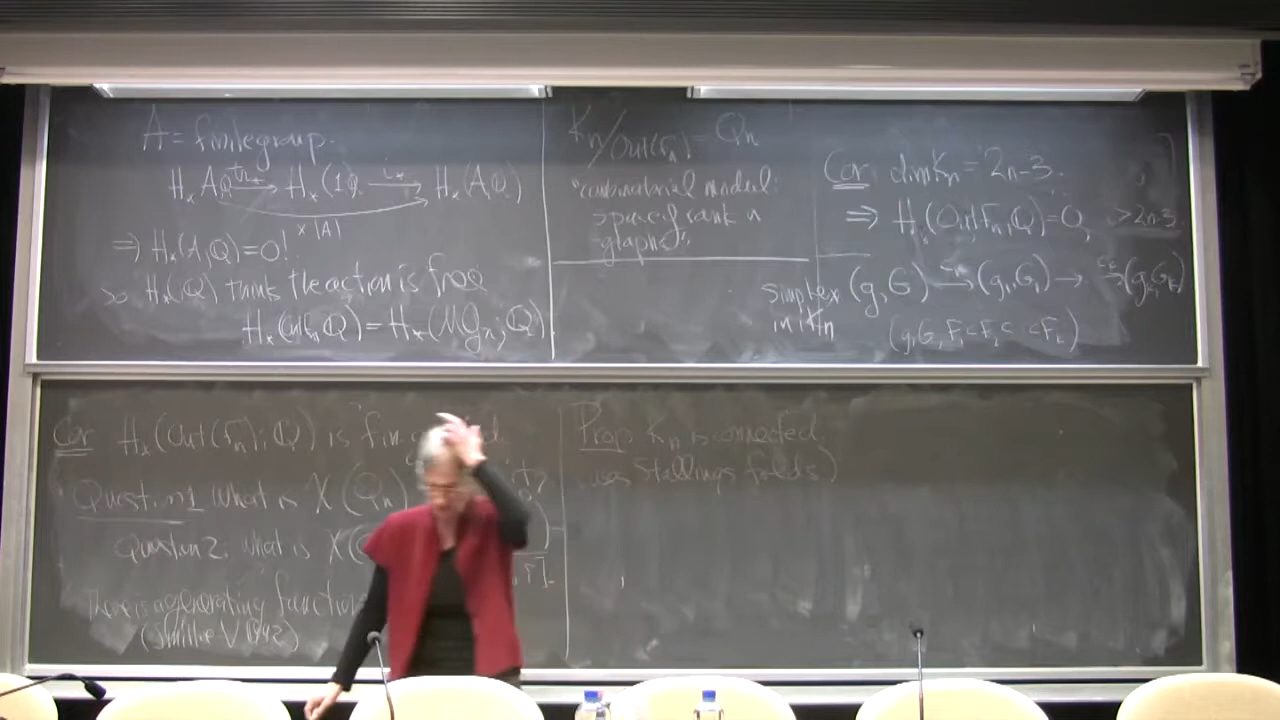 A = finite group.
H_* A,Q tr_* → H_*(1,Q. i_* → H_*(A,Q)
× |A|
⇒ H_*(A,Q)=0!
so H_*( ,Q) thinks the action is free
H_*( ,Q) = H_*(MG_n; Q)
K_n/Out(F_n) = Q_n
"combinatorial model:
space of rank n
graphs";
Cor: dim K_n = 2n-3.
⇒ H_*(Out F_n, Q) = 0, > 2n-3
simplex (g,G) → (g_1,G_1) → → (g_k,G_k)
in K_n
(g,G, F_1⊂F_2⊂ ⊂F_k)
Cor H_*(Out(F_n); Q) is fin
Question 1 What is χ(Q_n)
Question 2: What is χ(
There is a generating function
(Smillie-V 1992)
Prop K_n is connected.
uses Stallings folds)